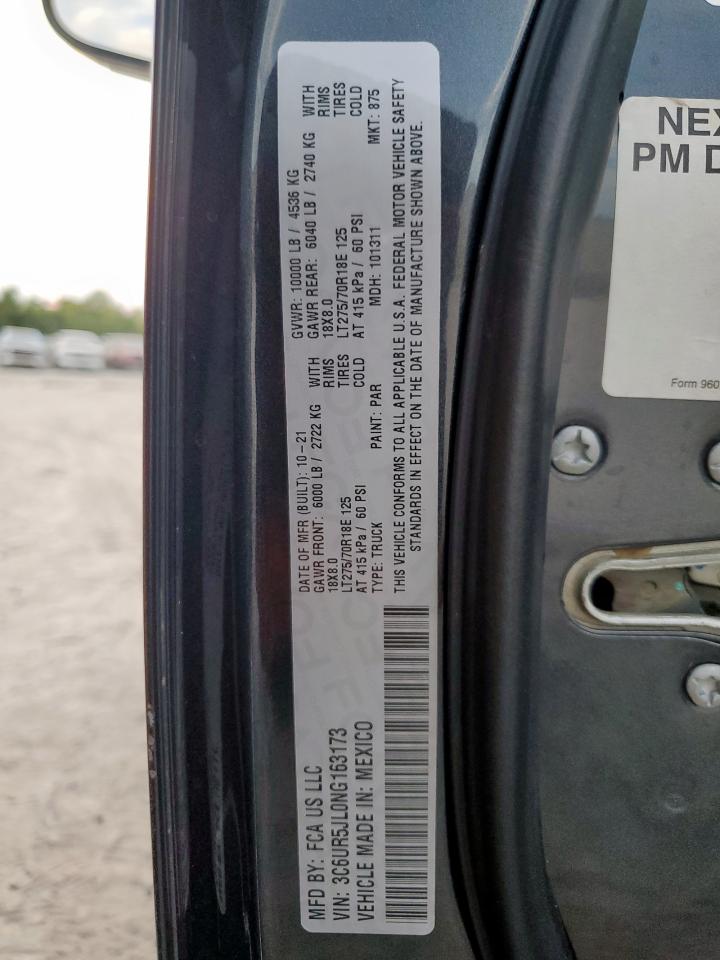 MFD BY: FCA US LLC
VIN: 3C6UR5JL0NG163173
VEHICLE MADE IN: MEXICO
DATE OF MFR (BUILT): 10-21
GAWR FRONT: 6000 LB / 2722 KG WITH
18X8.0 RIMS
LT275/70R18E 125 TIRES
AT 415 kPa / 60 PSI COLD
TYPE: TRUCK
PAINT: PAR
GVWR: 10000 LB / 4536 KG
GAWR REAR: 6040 LB / 2740 KG WITH
18X8.0 RIMS
LT275/70R18E 125 TIRES
AT 415 kPa / 60 PSI COLD
MDH: 101311
MKT: 875
THIS VEHICLE CONFORMS TO ALL APPLICABLE U.S.A. FEDERAL MOTOR VEHICLE SAFETY
STANDARDS IN EFFECT ON THE DATE OF MANUFACTURE SHOWN ABOVE.
NEX
PM D
Form 960